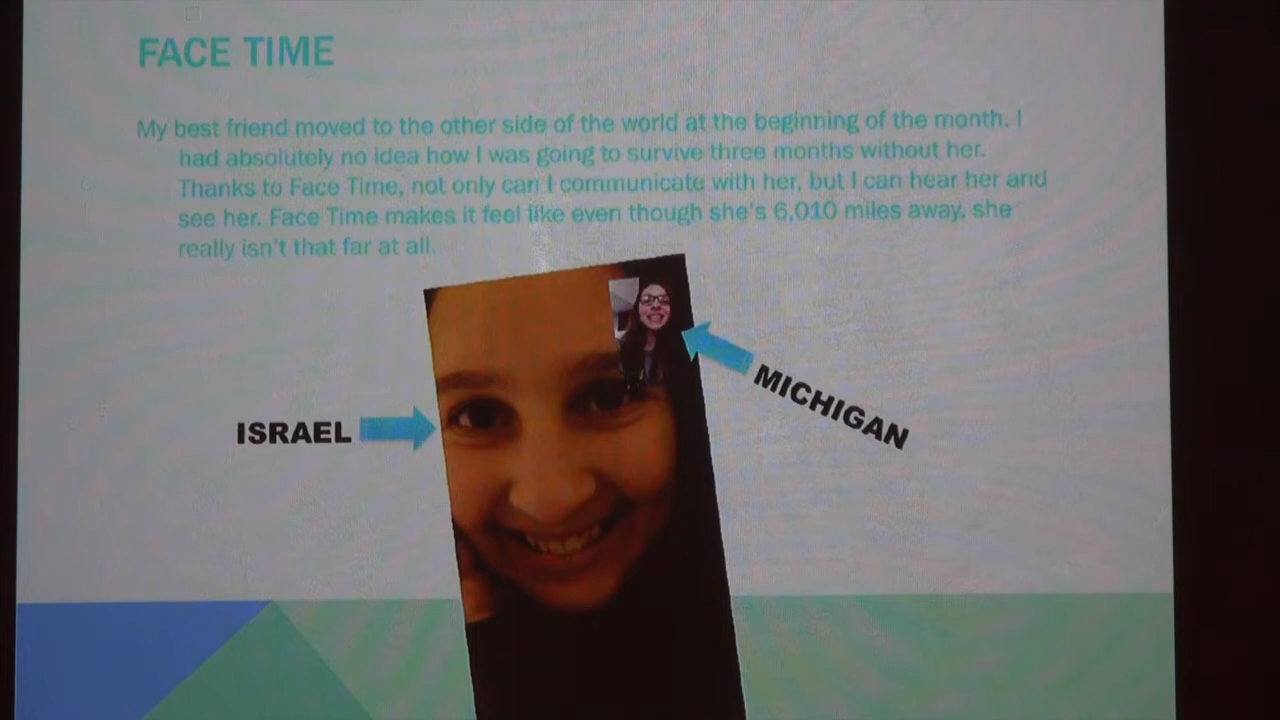 FACE TIME
My best friend moved to the other side of the world at the beginning of the month. I
had absolutely no idea how I was going to survive three months without her.
Thanks to Face Time, not only can I communicate with her, but I can hear her and
see her. Face Time makes it feel like even though she's 6,010 miles away, she
really isn't that far at all.
ISRAEL
MICHIGAN